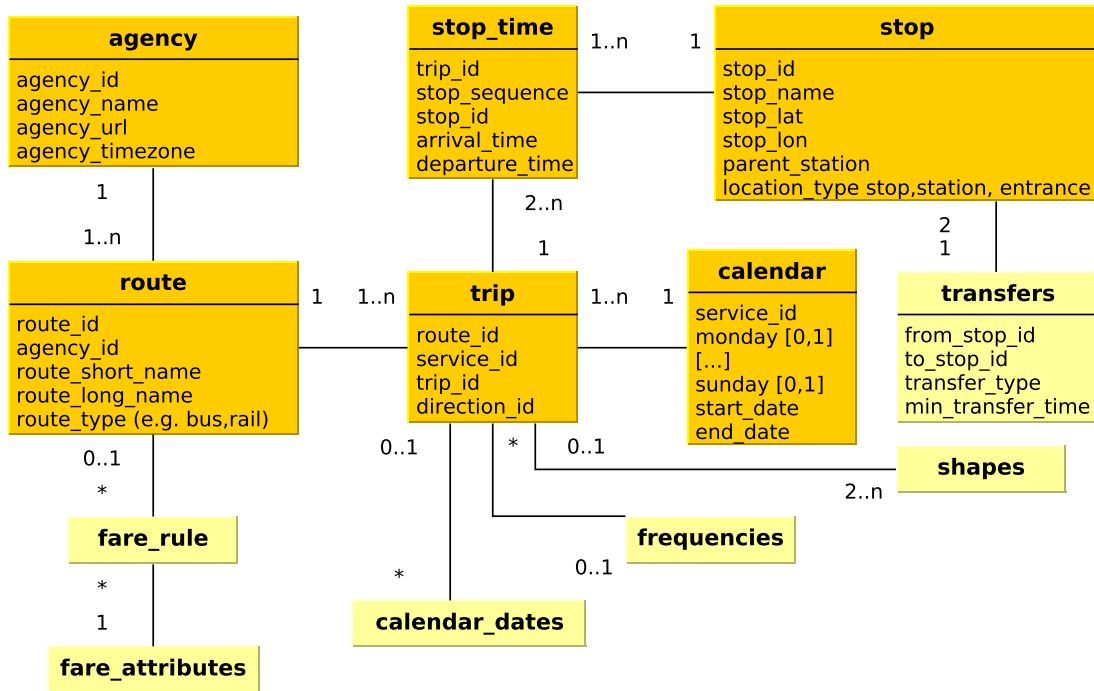 agency
agency_id
agency_name
agency_url
agency_timezone
stop_time
trip_id
stop_sequence
stop_id
arrival_time
departure_time
1..n
1
stop
stop_id
stop_name
stop_lat
stop_lon
parent_station
location_type stop,station, entrance
1
1..n
2..n
1
2
1
route
route_id
agency_id
route_short_name
route_long_name
route_type (e.g. bus,rail)
1
1..n
trip
route_id
service_id
trip_id
direction_id
1..n
1
calendar
service_id
monday [0,1]
[...]
sunday [0,1]
start_date
end_date
transfers
from_stop_id
to_stop_id
transfer_type
min_transfer_time
0..1
*
0..1
*
0..1
2..n
shapes
fare_rule
frequencies
0..1
*
*
1
calendar_dates
fare_attributes